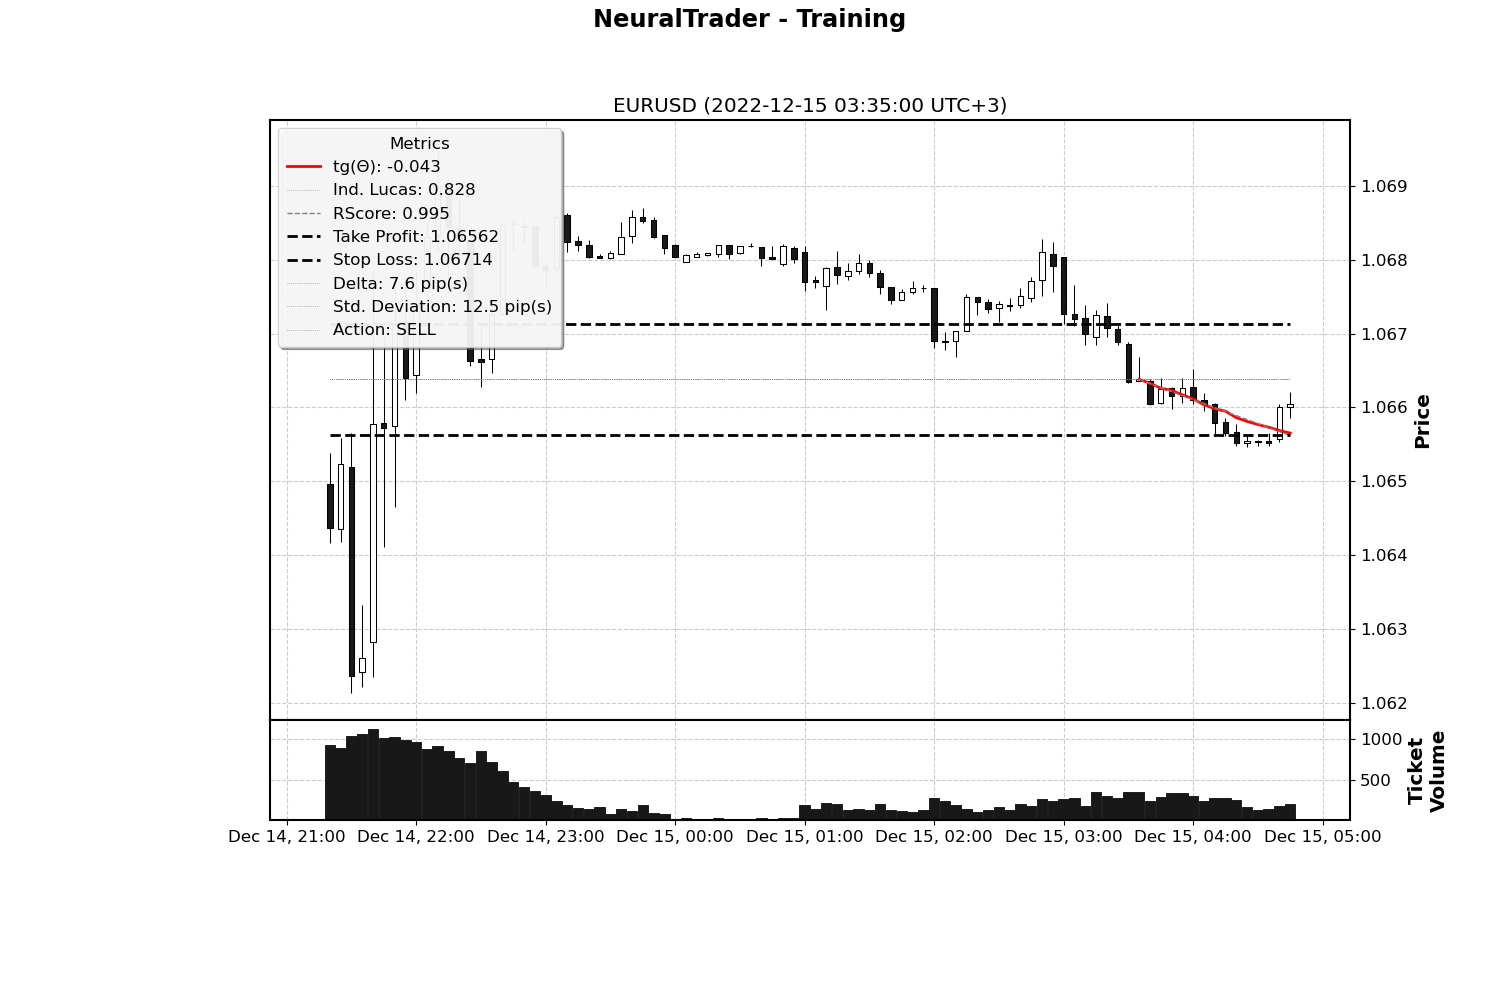 NeuralTrader - Training
EURUSD (2022-12-15 03:35:00 UTC+3)
Metrics
tg(Θ): -0.043
Ind. Lucas: 0.828
RScore: 0.995
Take Profit: 1.06562
Stop Loss: 1.06714
Delta: 7.6 pip(s)
Std. Deviation: 12.5 pip(s)
Action: SELL
1.069
1.068
1.067
1.066
1.065
1.064
1.063
1.062
Price
1000
500
Ticket
Volume
Dec 14, 21:00 Dec 14, 22:00 Dec 14, 23:00 Dec 15, 00:00 Dec 15, 01:00 Dec 15, 02:00 Dec 15, 03:00 Dec 15, 04:00 Dec 15, 05:00